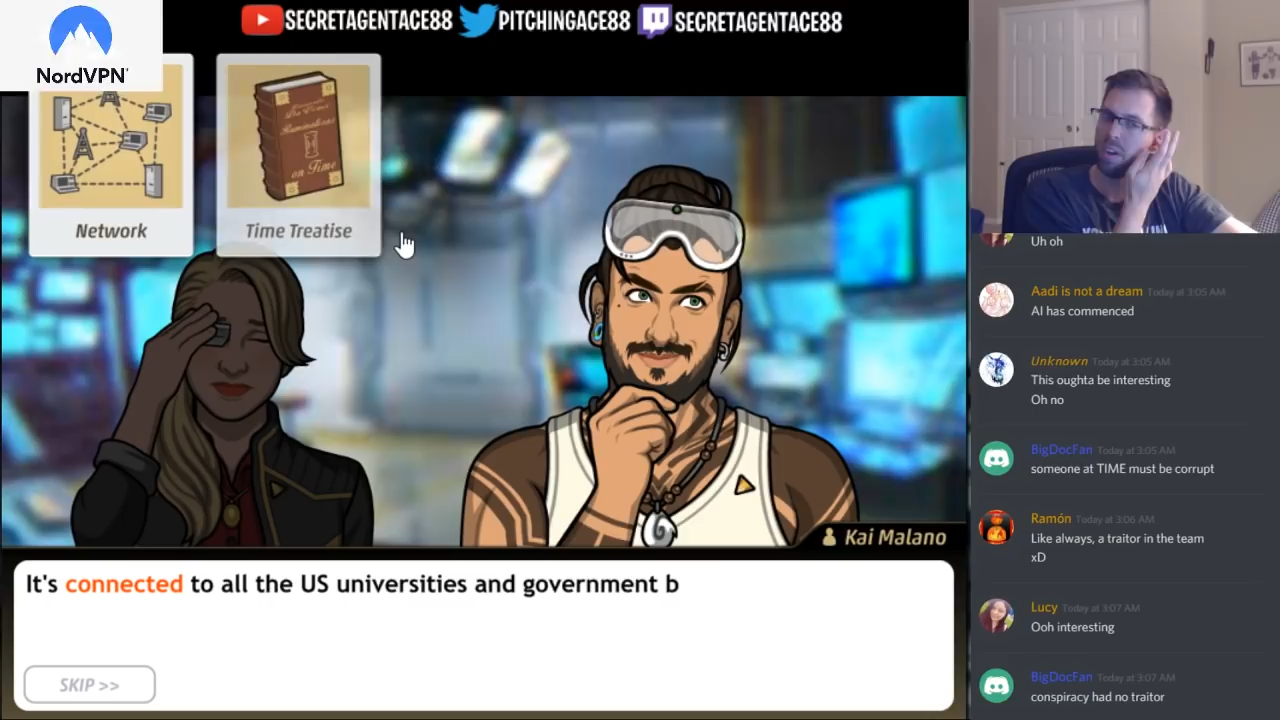 SECRETAGENTACE88
PITCHINGACE88
SECRETAGENTACE88
NordVPN
Network
Time Treatise
on Time
Kai Malano
It's connected to all the US universities and government b
SKIP >>
Uh oh
Aadi is not a dream Today at 3:05 AM
AI has commenced
Unknown Today at 3:05 AM
This oughta be interesting
Oh no
BigDocFan Today at 3:05 AM
someone at TIME must be corrupt
Ramón Today at 3:06 AM
Like always, a traitor in the team
xD
Lucy Today at 3:07 AM
Ooh interesting
BigDocFan Today at 3:07 AM
conspiracy had no traitor